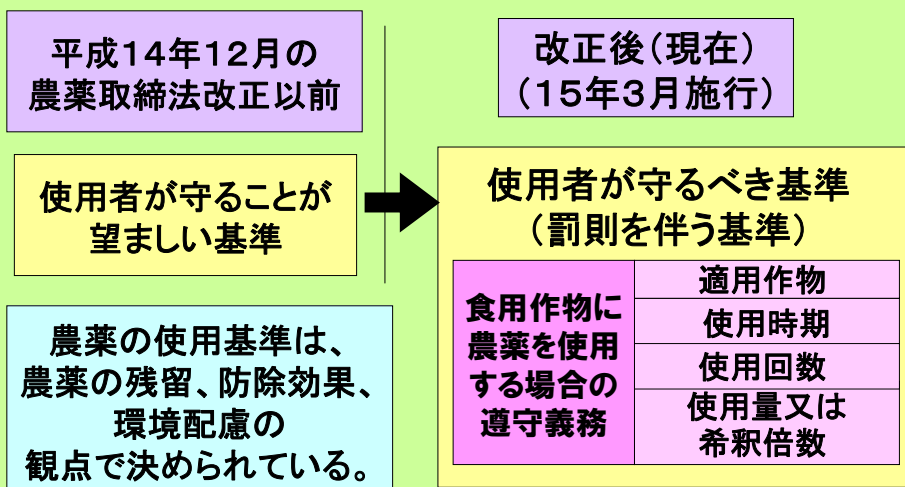 平成14年12月の
農薬取締法改正以前
改正後(現在)
(15年3月施行)
使用者が守ることが
望ましい基準
使用者が守るべき基準
(罰則を伴う基準)
農薬の使用基準は、
農薬の残留、防除効果、
環境配慮の
観点で決められている。
食用作物に
農薬を使用
する場合の
遵守義務
適用作物
使用時期
使用回数
使用量又は
希釈倍数